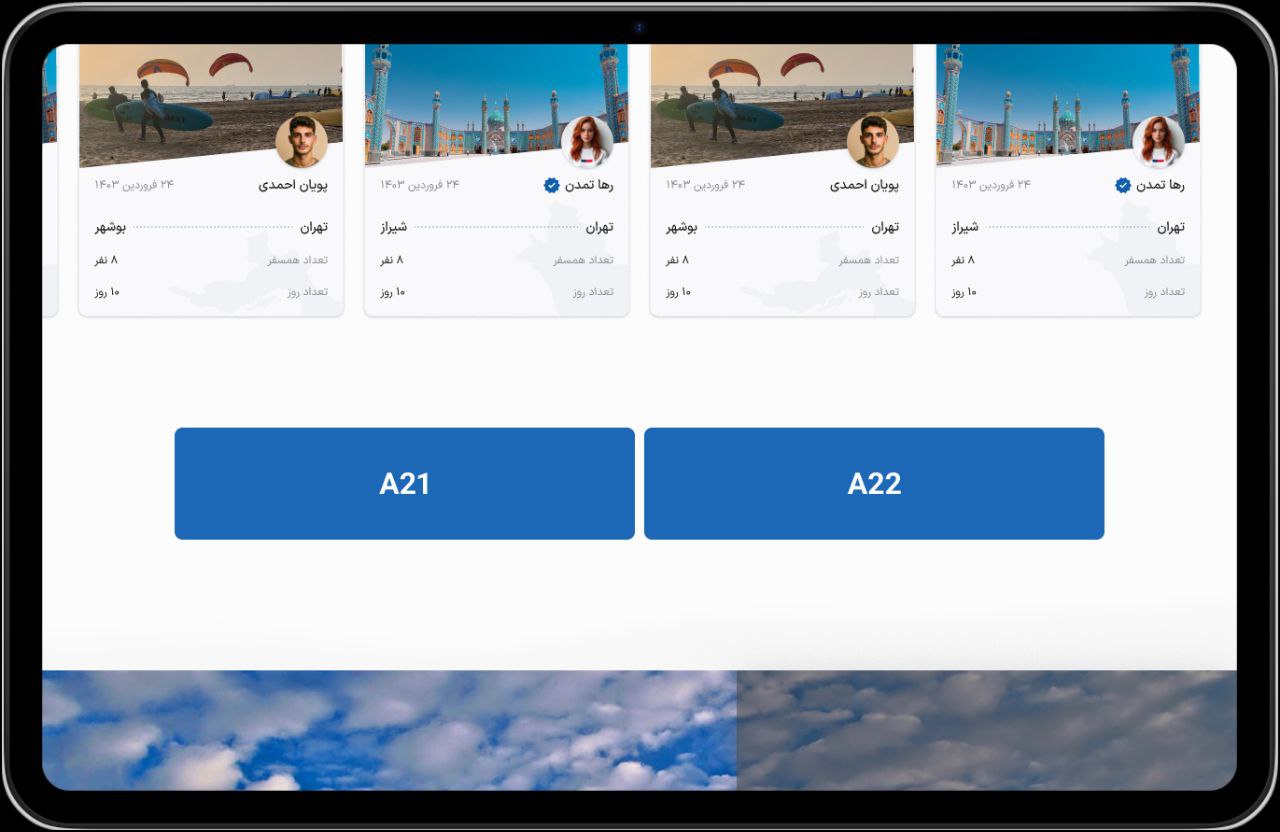 رها تمدن
۲۴ فروردین ۱۴۰۳
تهران شیراز
تعداد همسفر ۸ نفر
تعداد روز ۱۰ روز
پویان احمدی
۲۴ فروردین ۱۴۰۳
تهران بوشهر
تعداد همسفر ۸ نفر
تعداد روز ۱۰ روز
رها تمدن
۲۴ فروردین ۱۴۰۳
تهران شیراز
تعداد همسفر ۸ نفر
تعداد روز ۱۰ روز
پویان احمدی
۲۴ فروردین ۱۴۰۳
تهران بوشهر
تعداد همسفر ۸ نفر
تعداد روز ۱۰ روز
A22
A21